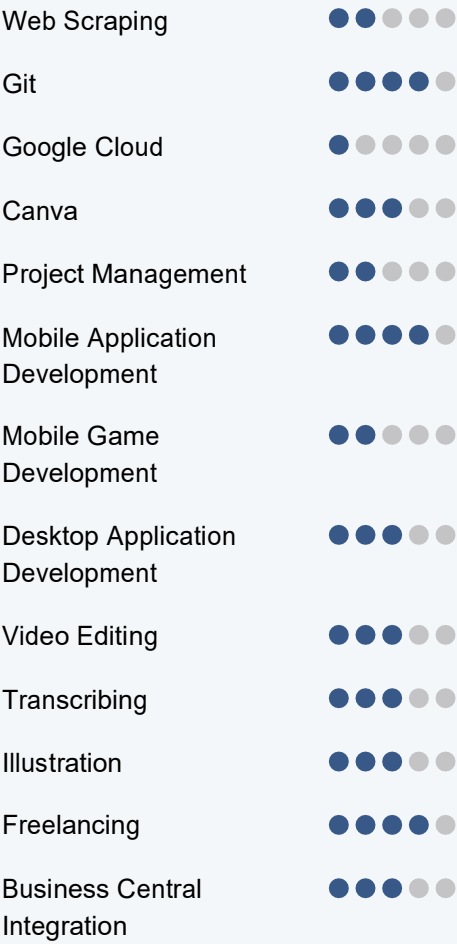 Web Scraping
Git
Google Cloud
Canva
Project Management
Mobile Application
Development
Mobile Game
Development
Desktop Application
Development
Video Editing
Transcribing
Illustration
Freelancing
Business Central
Integration